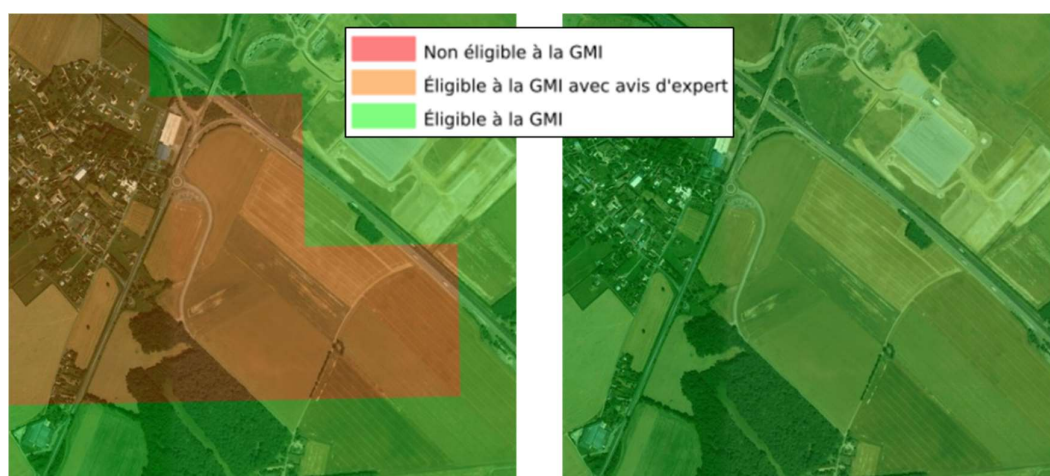 Non éligible à la GMI
Éligible à la GMI avec avis d'expert
Éligible à la GMI